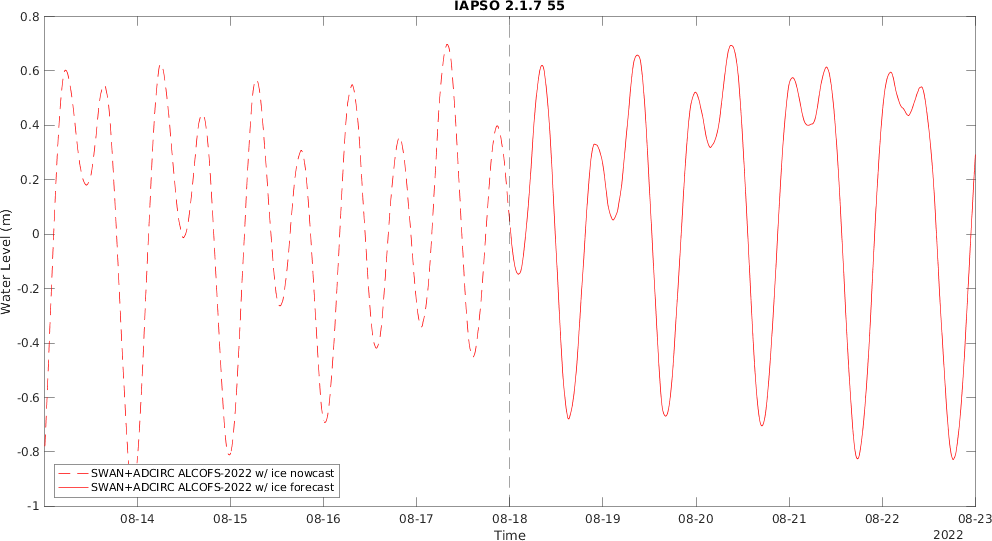 IAPSO 2.1.7 55
0.8
0.6
0.4
0.2
0
-0.2
-0.4
-0.6
-0.8
-1
Water Level (m)
SWAN+ADCIRC ALCOFS-2022 w/ ice nowcast
SWAN+ADCIRC ALCOFS-2022 w/ ice forecast
08-14 08-15 08-16 08-17 08-18 08-19 08-20 08-21 08-22 08-23
Time
2022